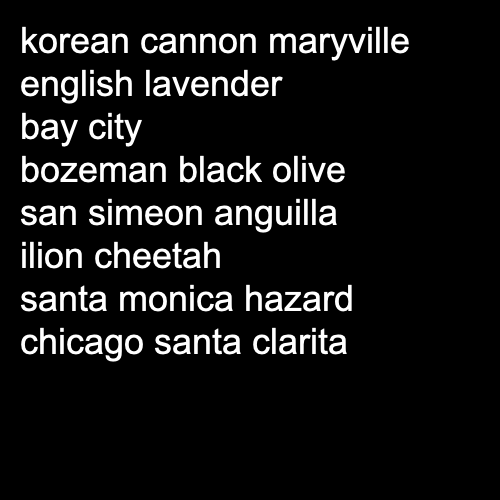 korean cannon maryville
english lavender
bay city
bozeman black olive
san simeon anguilla
ilion cheetah
santa monica hazard
chicago santa clarita